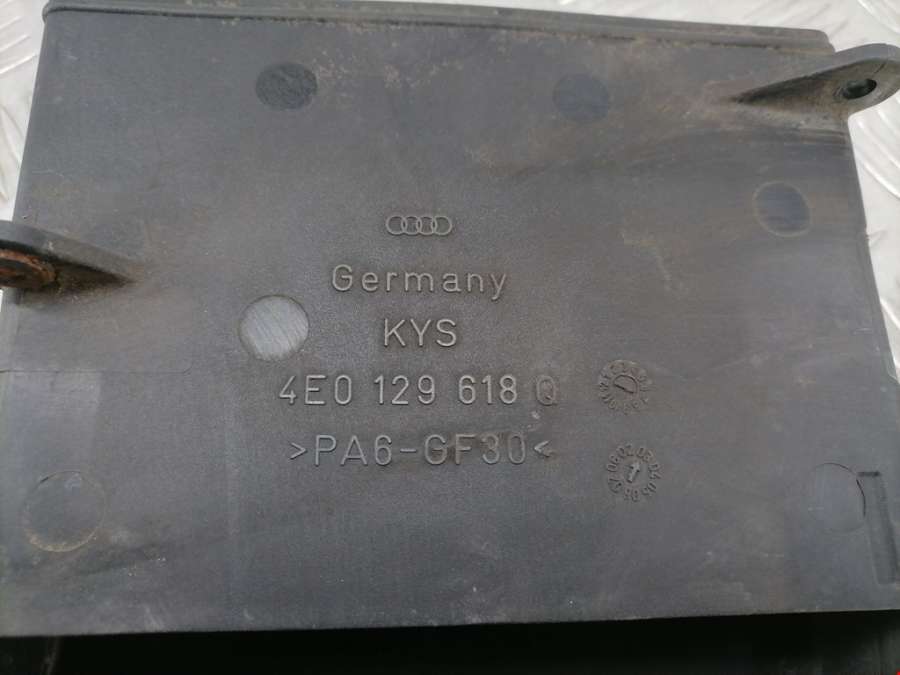 Germany
KYS
4E0 129 618 Q
>PA6-GF30<